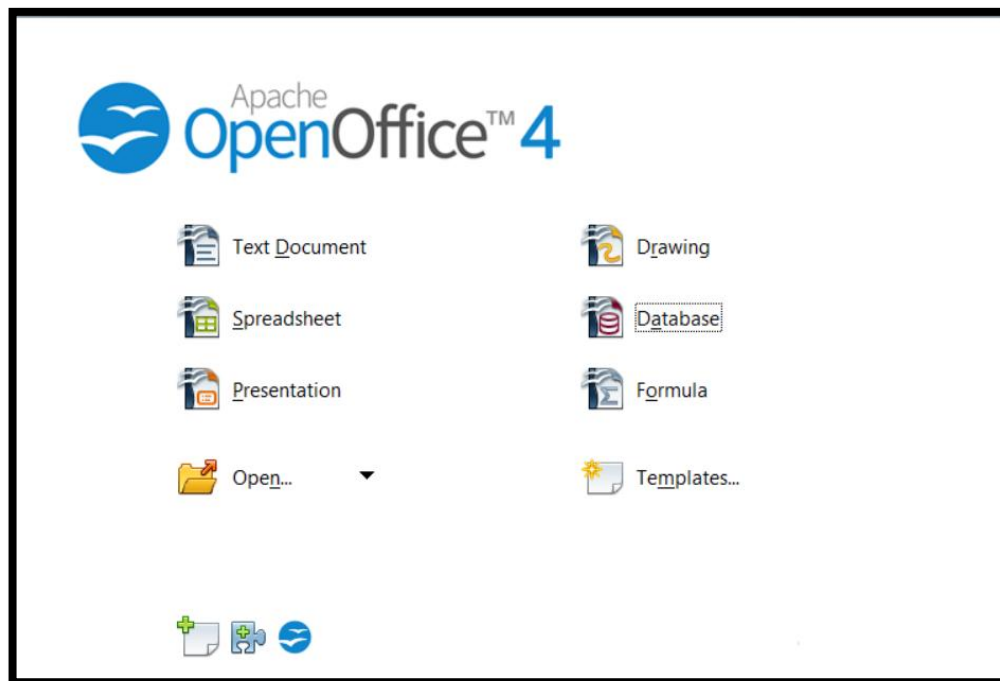 Apache
OpenOffice™ 4
Text Document
Drawing
Spreadsheet
Database
Presentation
Formula
Open...
Templates...